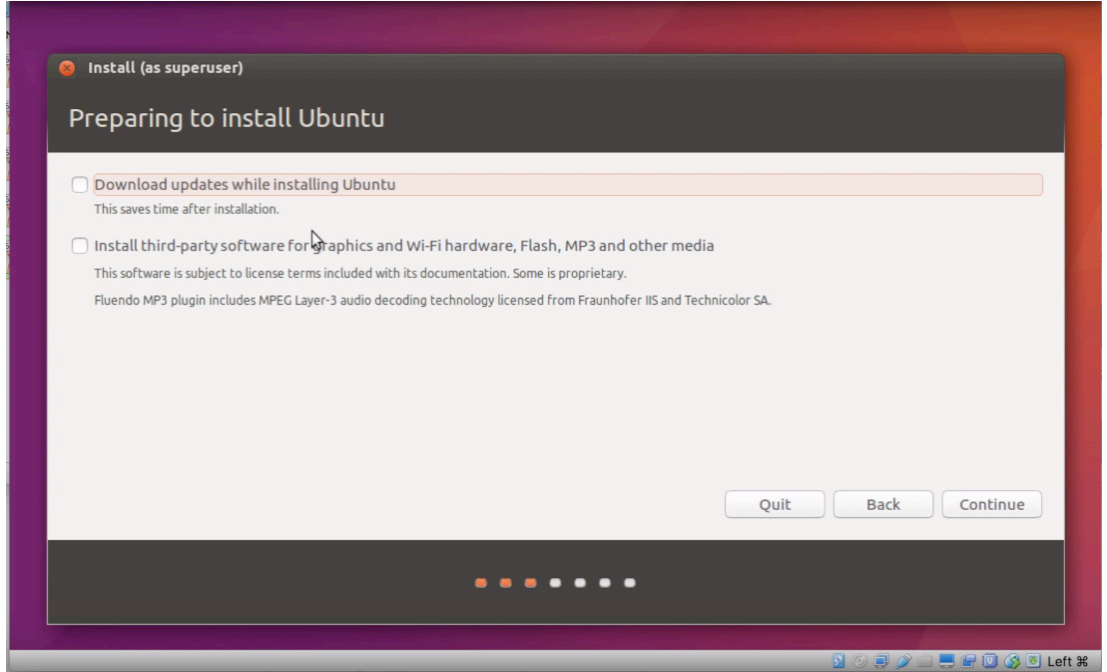 Install (as superuser)
Preparing to install Ubuntu
Download updates while installing Ubuntu
This saves time after installation.
Install third-party software for graphics and Wi-Fi hardware, Flash, MP3 and other media
This software is subject to license terms included with its documentation. Some is proprietary.
Fluendo MP3 plugin includes MPEG Layer-3 audio decoding technology licensed from Fraunhofer IIS and Technicolor SA.
Quit Back Continue
Left ⌘